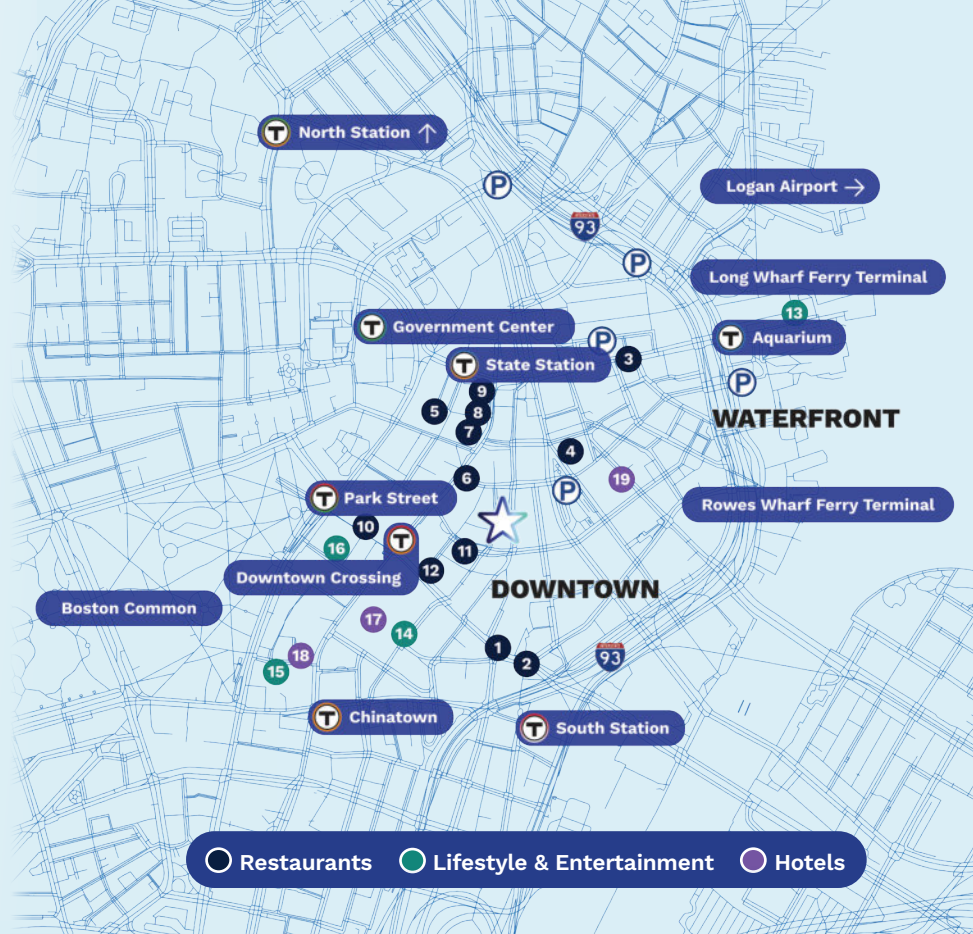 T North Station ↑
P
Logan Airport →
93
P
Long Wharf Ferry Terminal
13
T Government Center
P
T Aquarium
T State Station
3
P
9
5
8
WATERFRONT
7
4
6
19
P
T Park Street
Rowes Wharf Ferry Terminal
10
T
16
11
12
Downtown Crossing
DOWNTOWN
Boston Common
17
14
1
18
93
2
15
T Chinatown
T South Station
Restaurants Lifestyle & Entertainment Hotels